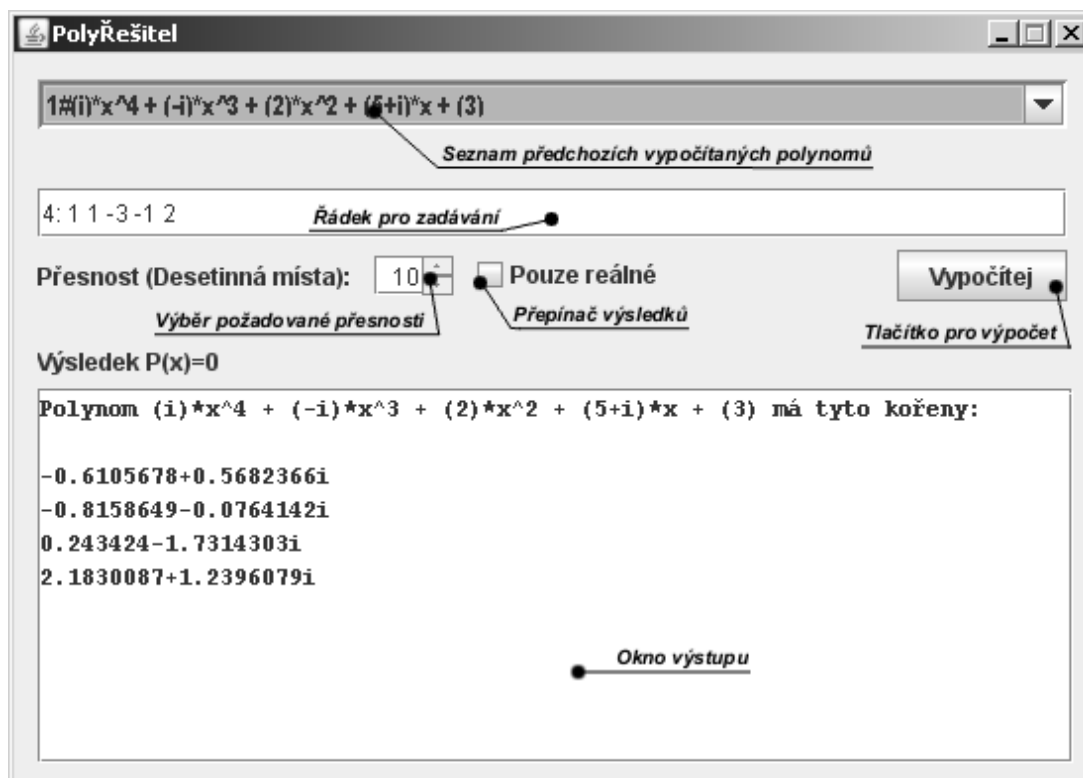 PolyŘešitel
1#(i)*x^4 + (-i)*x^3 + (2)*x^2 + (5+i)*x + (3)
Seznam předchozích vypočítaných polynomů
4: 1 1 -3 -1 2
Řádek pro zadávání
Přesnost (Desetinná místa): 10 Pouze reálné Vypočítej
Výběr požadované přesnosti
Přepínač výsledků
Tlačítko pro výpočet
Výsledek P(x)=0
Polynom (i)*x^4 + (-i)*x^3 + (2)*x^2 + (5+i)*x + (3) má tyto kořeny:
-0.6105678+0.5682366i
-0.8158649-0.0764142i
0.243424-1.7314303i
2.1830087+1.2396079i
Okno výstupu